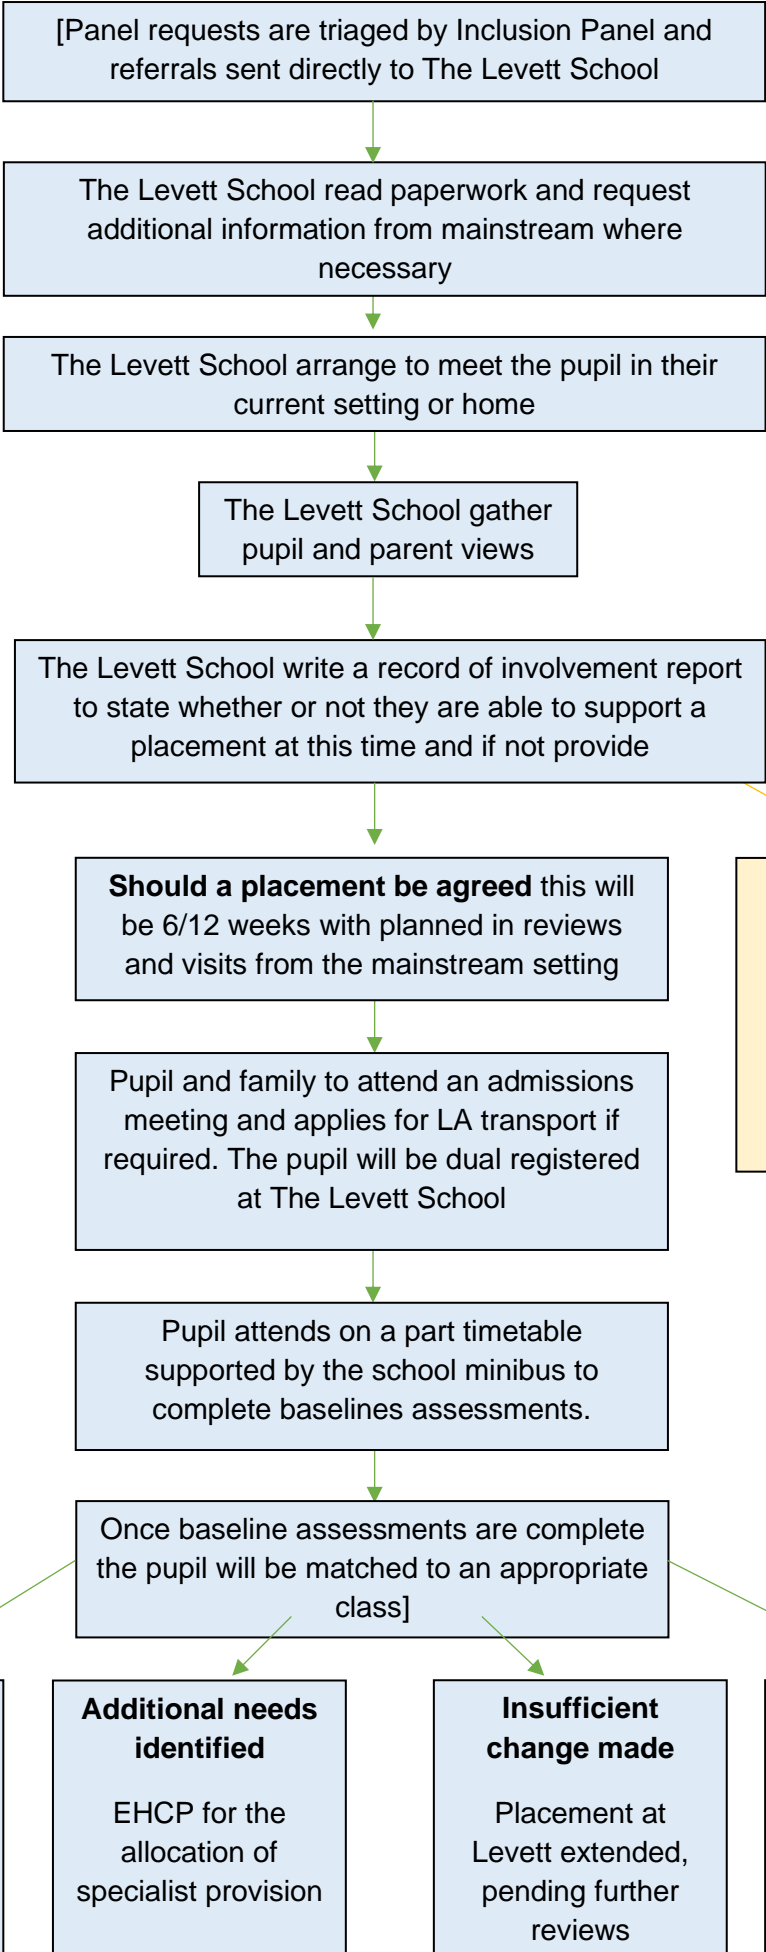 [Panel requests are triaged by Inclusion Panel and
referrals sent directly to The Levett School
The Levett School read paperwork and request
additional information from mainstream where
necessary
The Levett School arrange to meet the pupil in their
current setting or home
The Levett School gather
pupil and parent views
The Levett School write a record of involvement report
to state whether or not they are able to support a
placement at this time and if not provide
Should a placement be agreed this will
be 6/12 weeks with planned in reviews
and visits from the mainstream setting
Pupil and family to attend an admissions
meeting and applies for LA transport if
required. The pupil will be dual registered
at The Levett School
Pupil attends on a part timetable
supported by the school minibus to
complete baselines assessments.
Once baseline assessments are complete
the pupil will be matched to an appropriate
class]
Additional needs
identified
EHCP for the
allocation of
specialist provision
Insufficient
change made
Placement at
Levett extended,
pending further
reviews